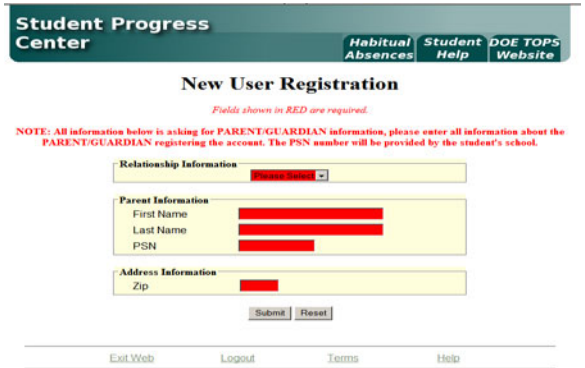 Student Progress
Center
Habitual Absences
Student Help
DOE TOPS Website
New User Registration
Fields shown in RED are required.
NOTE: All information below is asking for PARENT/GUARDIAN information, please enter all information about the
PARENT/GUARDIAN registering the account. The PSN number will be provided by the student's school.
Relationship Information
Please Select
Parent Information
First Name
Last Name
PSN
Address Information
Zip
Submit Reset
Exit Web Logout Terms Help